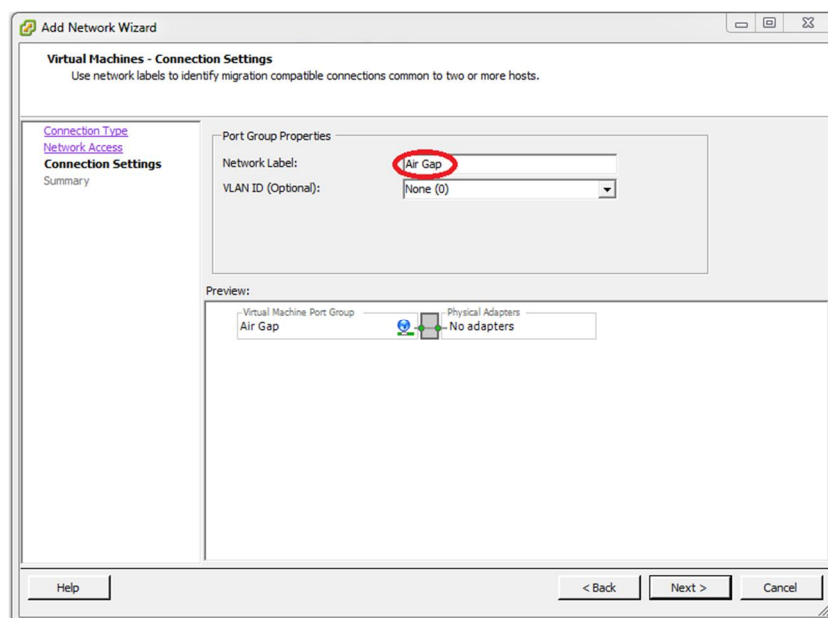 Add Network Wizard
Virtual Machines - Connection Settings
Use network labels to identify migration compatible connections common to two or more hosts.
Connection Type
Network Access
Connection Settings
Summary
Port Group Properties
Network Label:
Air Gap
VLAN ID (Optional):
None (0)
Preview:
Virtual Machine Port Group
Air Gap
Physical Adapters
No adapters
Help
< Back
Next >
Cancel